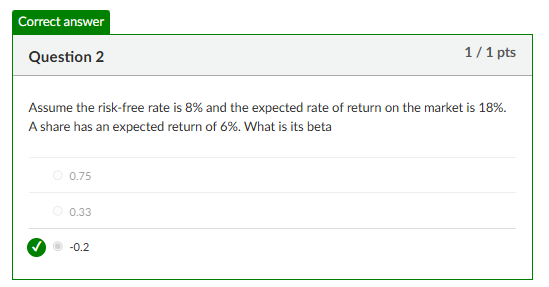 Correct answer
Question 2
1 / 1 pts
Assume the risk-free rate is 8% and the expected rate of return on the market is 18%.
A share has an expected return of 6%. What is its beta
0.75
0.33
-0.2